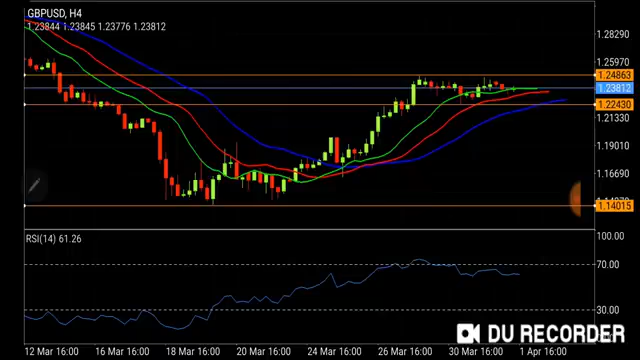 GBPUSD, H4
1.23844 1.23845 1.23776 1.23812
1.28290
1.25970
1.24863
1.23812
1.22430
1.21330
1.19010
1.16690
1.14015
RSI(14) 61.26
100.00
70.00
30.00
12 Mar 16:00 16 Mar 16:00 18 Mar 16:00 20 Mar 16:00 24 Mar 16:00 26 Mar 16:00 30 Mar 16:00 1 Apr 16:00
DU RECORDER